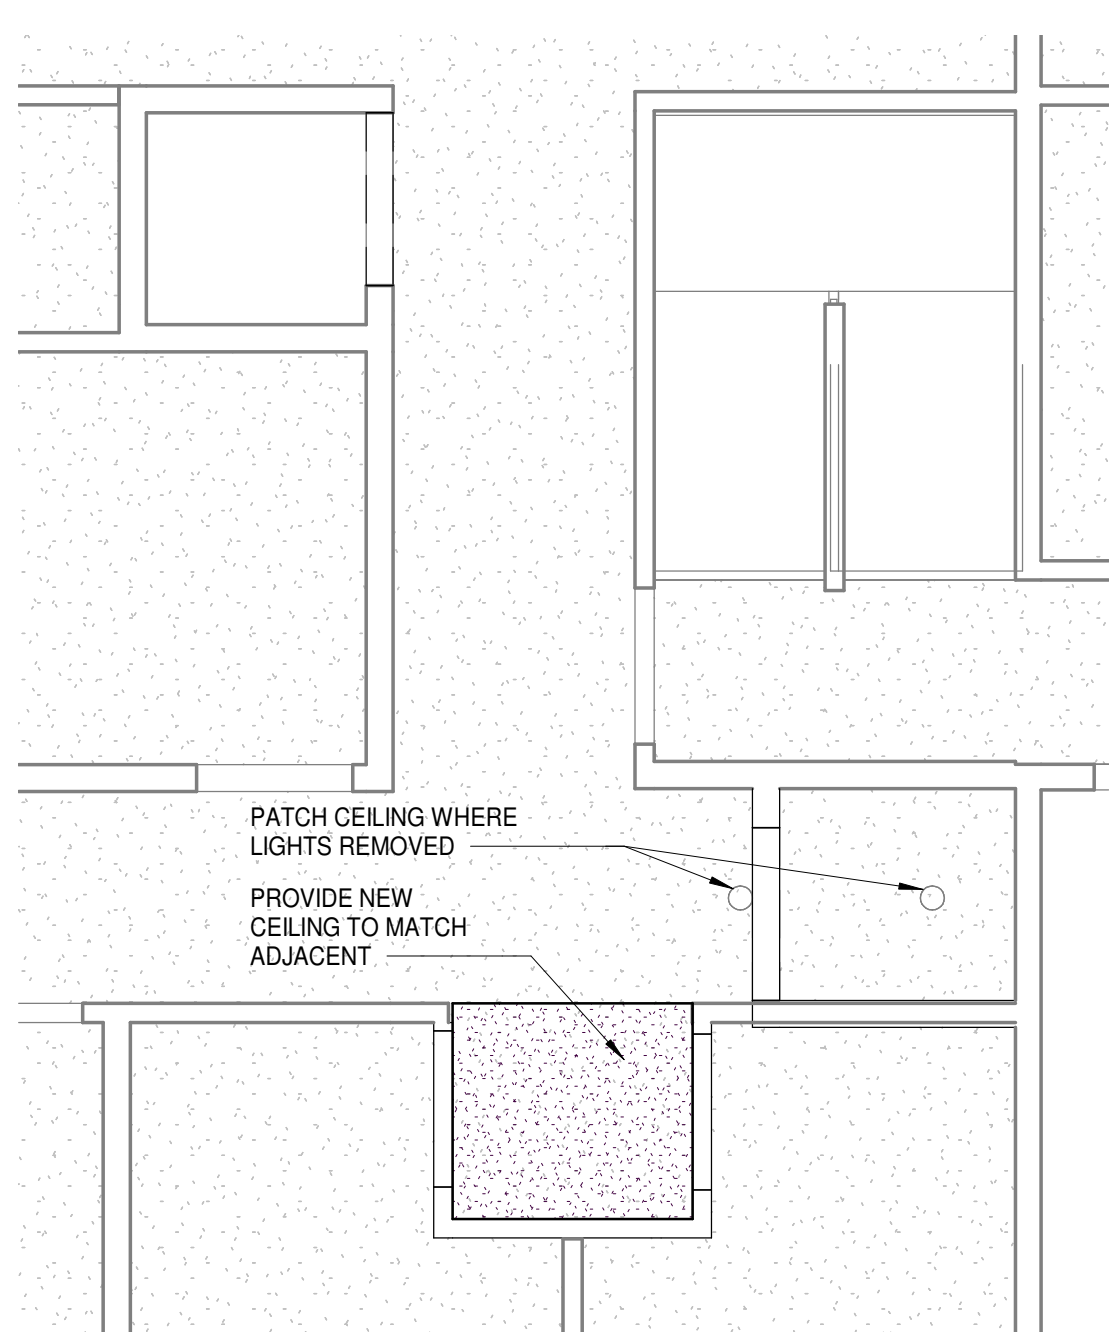 PATCH CEILING WHERE
LIGHTS REMOVED
PROVIDE NEW
CEILING TO MATCH
ADJACENT